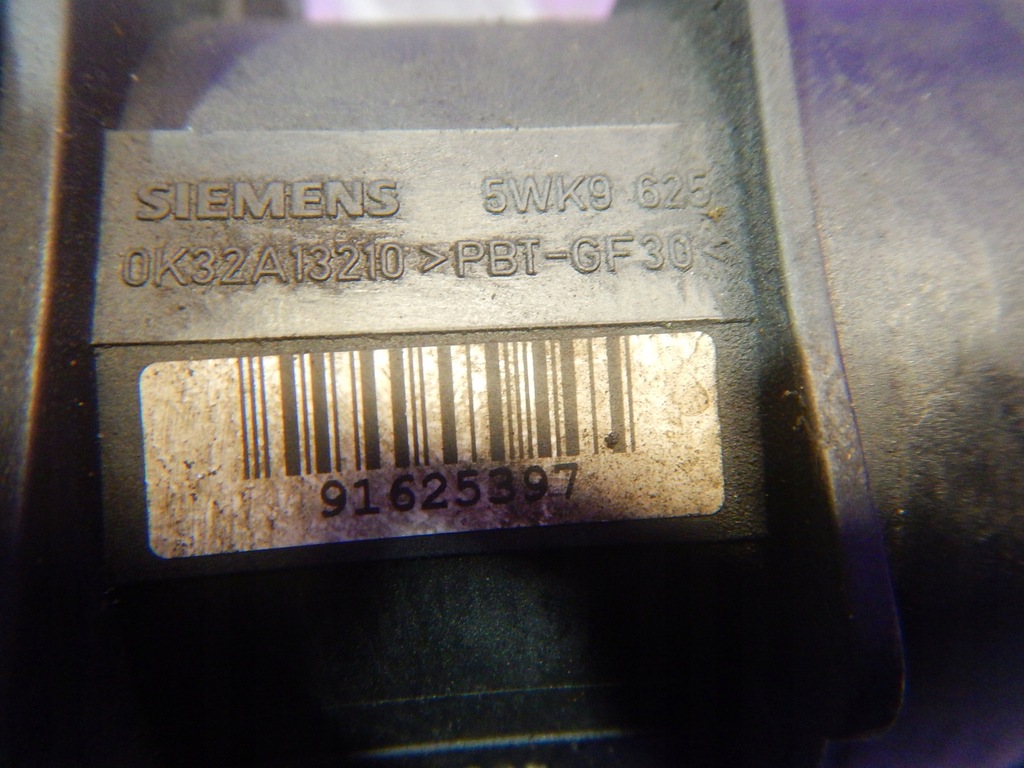 SIEMENS 5WK9 625
0K32A13210 >PBT-GF30<
91625397